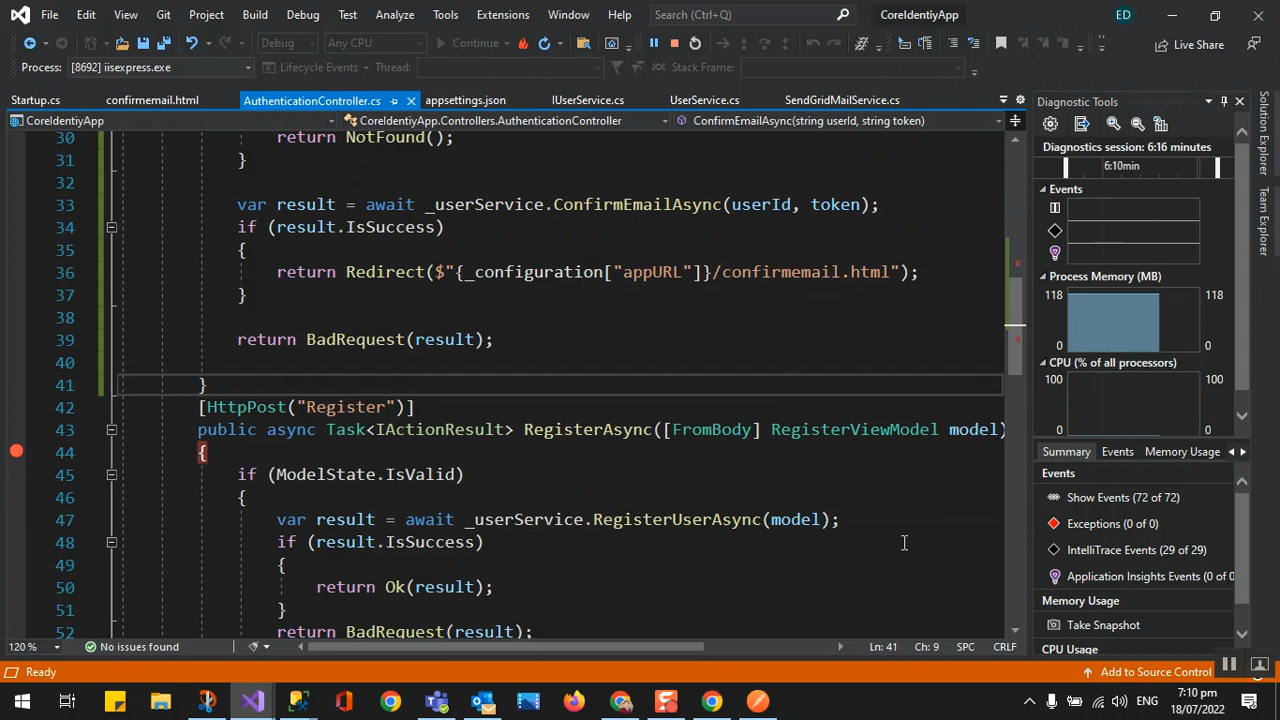 File Edit View Git Project Build Debug Test Analyze Tools Extensions Window Help Search (Ctrl+Q) CoreIdentiyApp ED
Debug Any CPU Continue Live Share
Process: [8692] iisexpress.exe Lifecycle Events Thread: Stack Frame:
Startup.cs confirmemail.html AuthenticationController.cs appsettings.json IUserService.cs UserService.cs SendGridMailService.cs
CoreIdentiyApp CoreIdentiyApp.Controllers.AuthenticationController ConfirmEmailAsync(string userId, string token)
30 return NotFound();
31 }
32
33 var result = await _userService.ConfirmEmailAsync(userId, token);
34 if (result.IsSuccess)
35 {
36 return Redirect($"{_configuration["appURL"]}/confirmemail.html");
37 }
38
39 return BadRequest(result);
40
41 }
42 [HttpPost("Register")]
43 public async Task<IActionResult> RegisterAsync([FromBody] RegisterViewModel model)
44 {
45 if (ModelState.IsValid)
46 {
47 var result = await _userService.RegisterUserAsync(model);
48 if (result.IsSuccess)
49 {
50 return Ok(result);
51 }
52 return BadRequest(result);
120 % No issues found Ln: 41 Ch: 9 SPC CRLF
Diagnostic Tools
Diagnostics session: 6:16 minutes
6:10min
Events
Process Memory (MB)
118 118
0 0
CPU (% of all processors)
100 100
Summary Events Memory Usage
Events
Show Events (72 of 72)
Exceptions (0 of 0)
IntelliTrace Events (29 of 29)
Application Insights Events (0 of 0
Memory Usage
Take Snapshot
CPU Usage
Solution Explorer
Team Explorer
Ready Add to Source Control
ENG 7:10 pm
18/07/2022